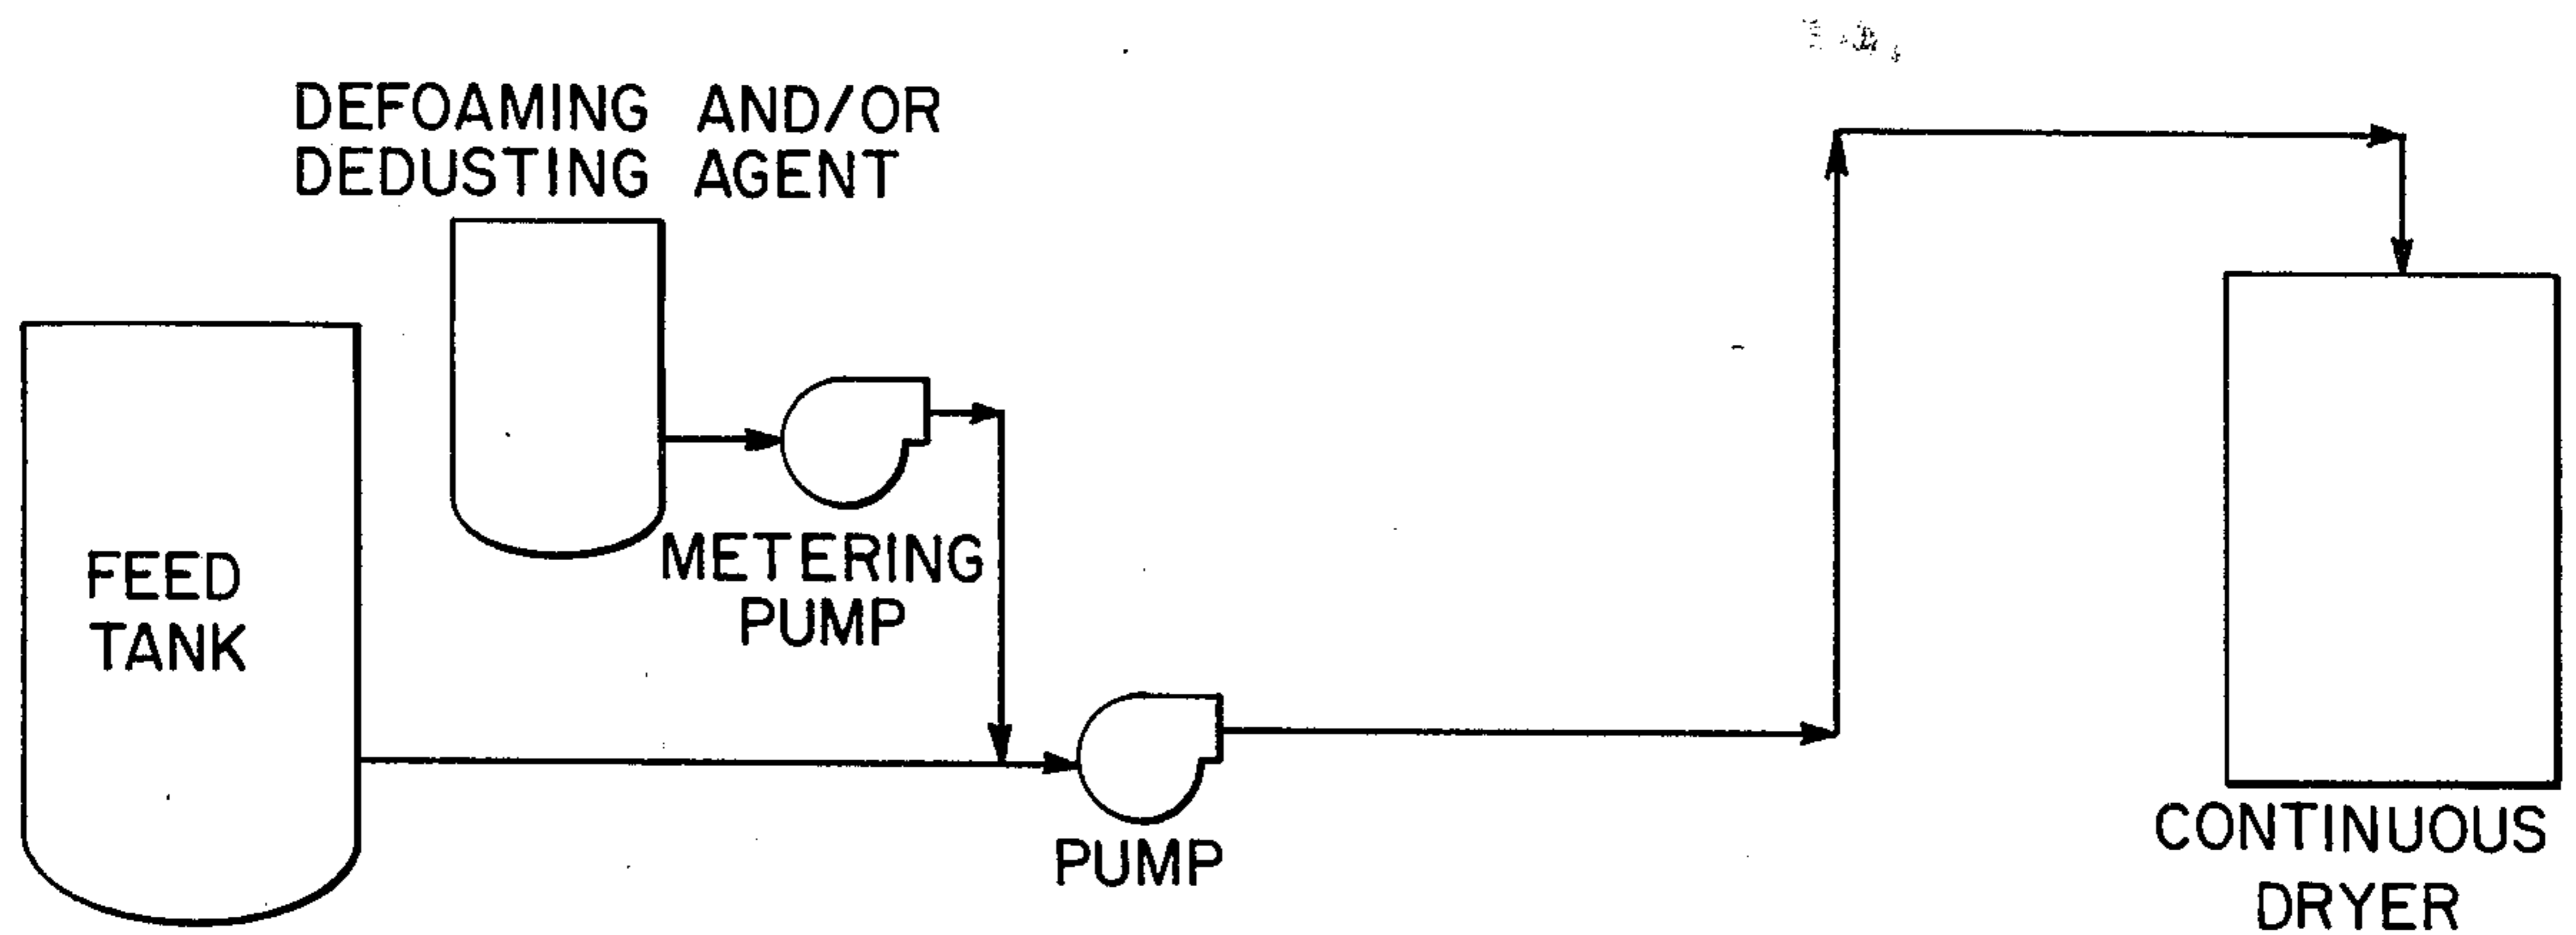 DEFOAMING AND/OR
DEDUSTING AGENT
FEED
TANK
METERING
PUMP
PUMP
CONTINUOUS
DRYER